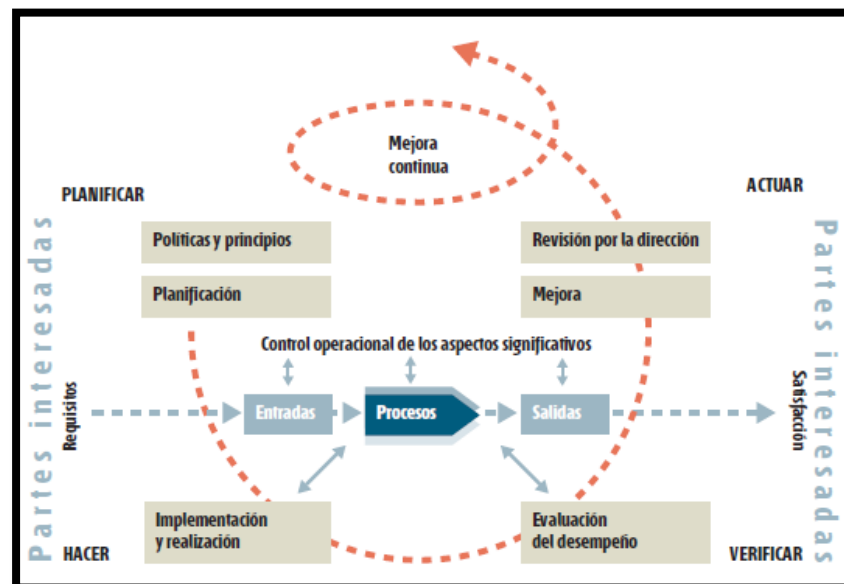 Mejora
continua
PLANIFICAR
ACTUAR
Partes interesadas
Políticas y principios
Revisión por la dirección
Partes interesadas
Planificación
Mejora
Control operacional de los aspectos significativos
Requisitos
Entradas
Procesos
Salidas
Satisfacción
Implementación
y realización
Evaluación
del desempeño
HACER
VERIFICAR